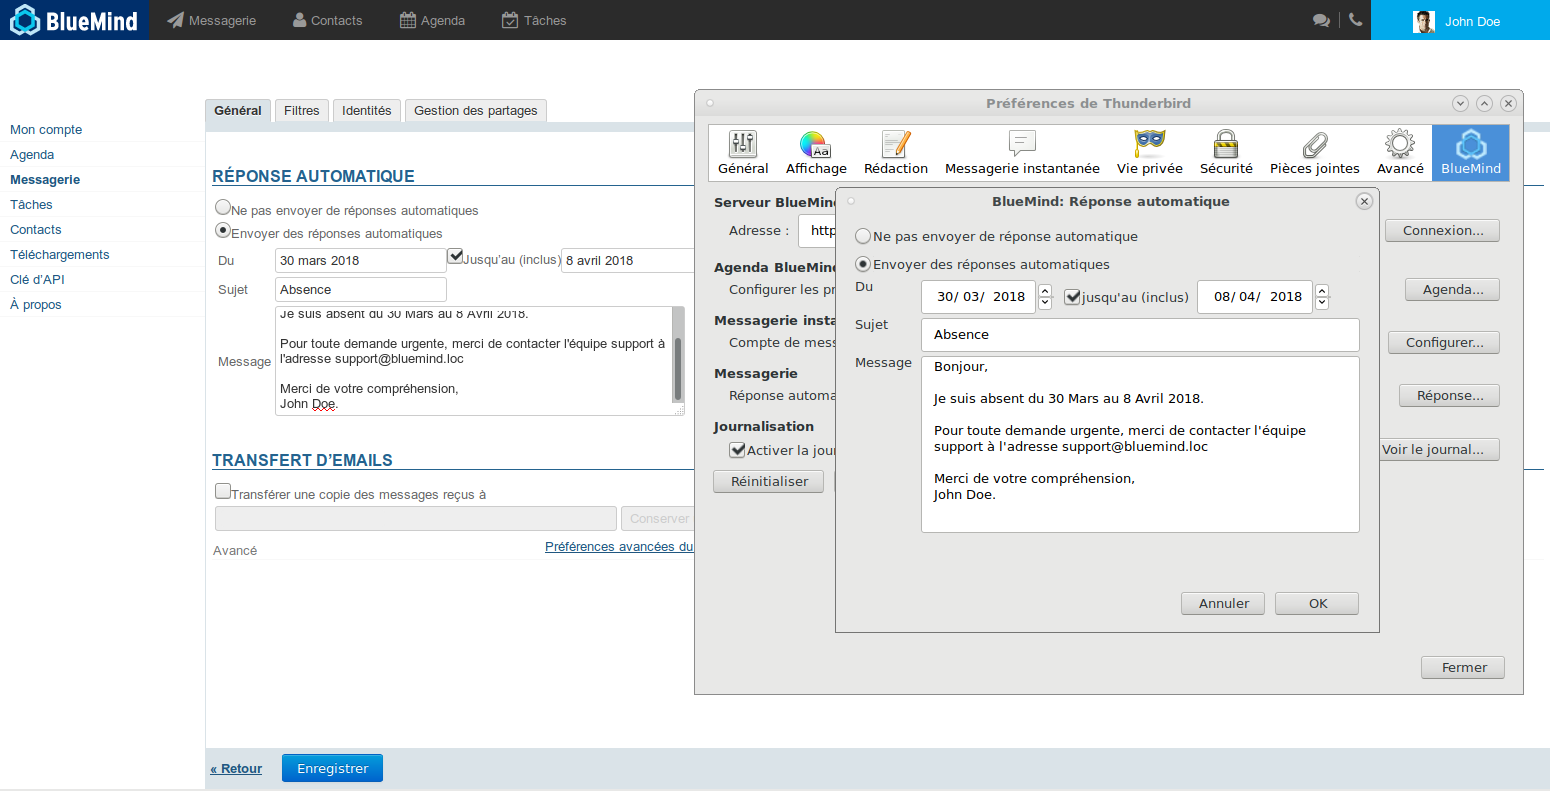 BlueMind
Messagerie
Contacts
Agenda
Tâches
John Doe
Mon compte
Agenda
Messagerie
Tâches
Contacts
Téléchargements
Clé d'API
À propos
Général
Filtres
Identités
Gestion des partages
RÉPONSE AUTOMATIQUE
Ne pas envoyer de réponses automatiques
Envoyer des réponses automatiques
Du
30 mars 2018
Jusqu'au (inclus)
8 avril 2018
Sujet
Absence
Message
Je suis absent du 30 Mars au 8 Avril 2018.
Pour toute demande urgente, merci de contacter l'équipe support à
l'adresse support@bluemind.loc
Merci de votre compréhension,
John Doe.
TRANSFERT D'EMAILS
Transférer une copie des messages reçus à
Conserver
Avancé
Préférences avancées du
« Retour
Enregistrer
Préférences de Thunderbird
Général
Affichage
Aa
Rédaction
Messagerie instantanée
Vie privée
Sécurité
Pièces jointes
Avancé
BlueMind
Serveur BlueMind
Adresse :
http
Connexion...
Agenda BlueMind
Configurer les pr
Agenda...
Messagerie insta
Compte de mess
Configurer...
Messagerie
Réponse automa
Réponse...
Journalisation
Activer la jour
Voir le journal...
Réinitialiser
Fermer
BlueMind: Réponse automatique
Ne pas envoyer de réponse automatique
Envoyer des réponses automatiques
Du
30/ 03/ 2018
jusqu'au (inclus)
08/ 04/ 2018
Sujet
Absence
Message
Bonjour,
Je suis absent du 30 Mars au 8 Avril 2018.
Pour toute demande urgente, merci de contacter l'équipe
support à l'adresse support@bluemind.loc
Merci de votre compréhension,
John Doe.
Annuler
OK